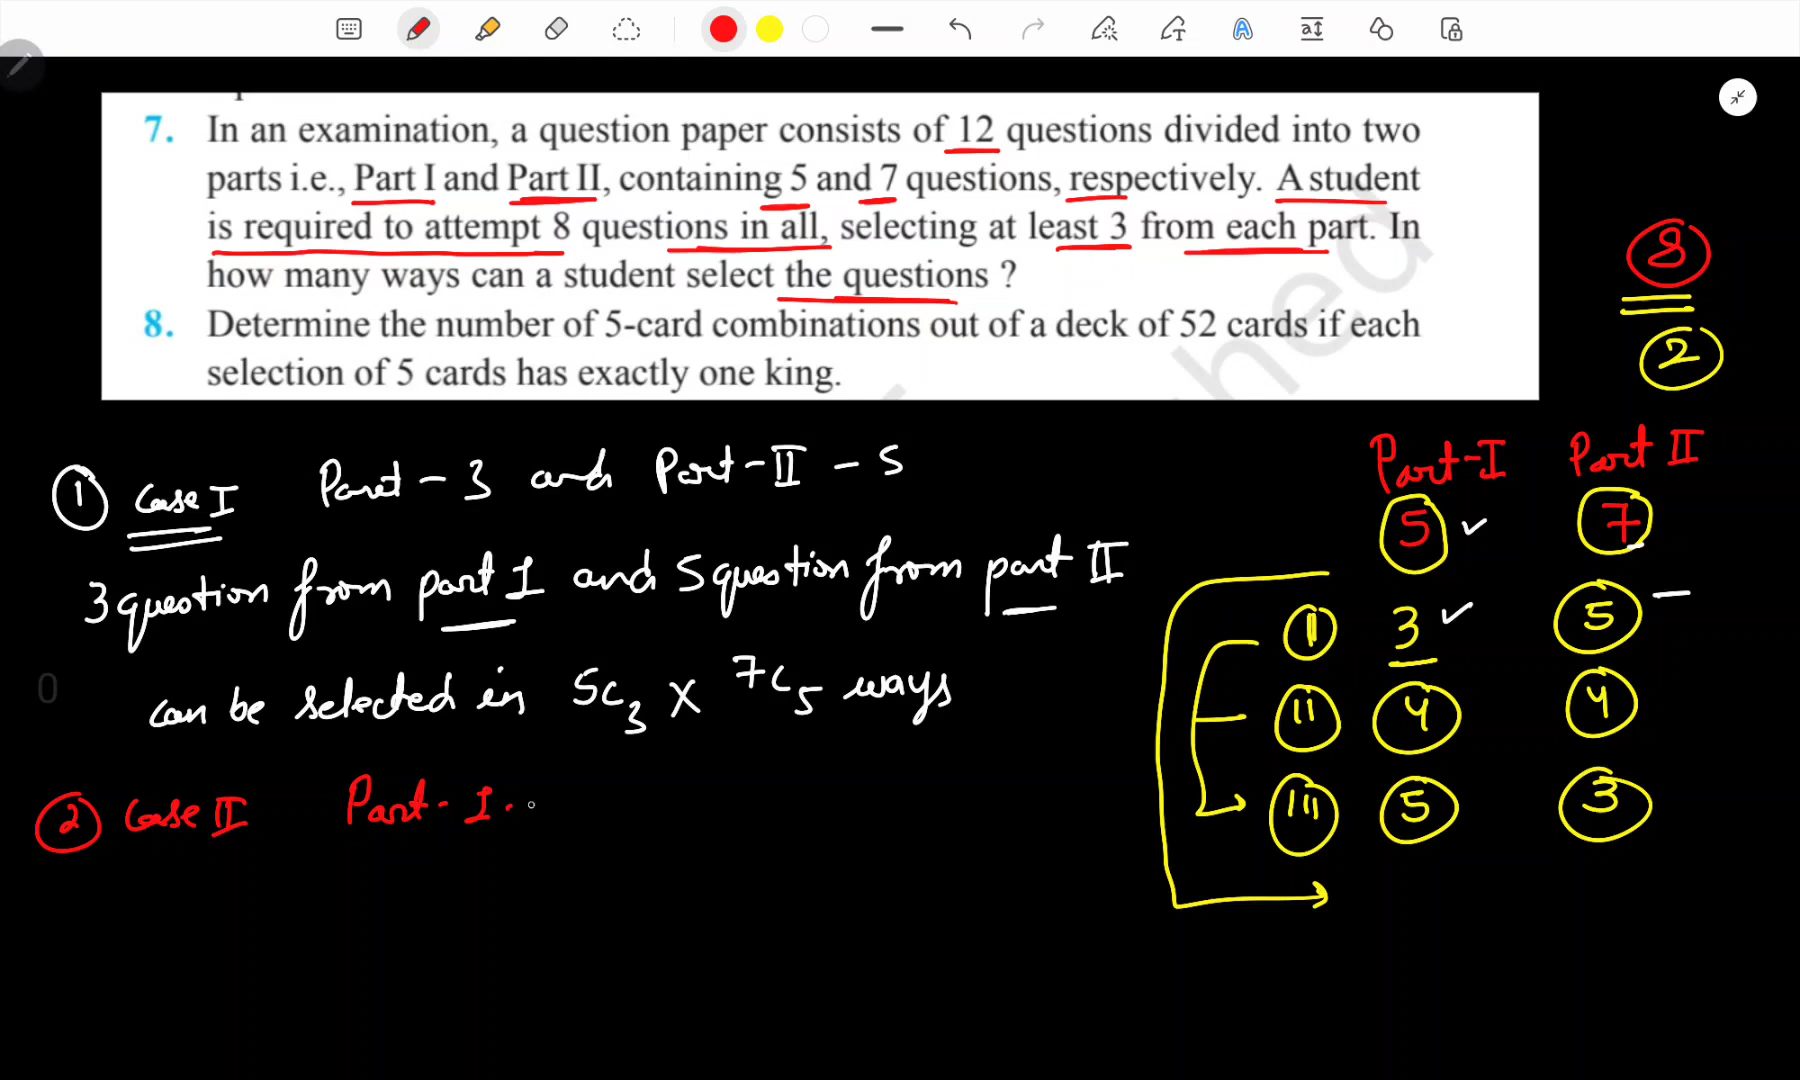 7. In an examination, a question paper consists of 12 questions divided into two
parts i.e., Part I and Part II, containing 5 and 7 questions, respectively. A student
is required to attempt 8 questions in all, selecting at least 3 from each part. In
how many ways can a student select the questions ?
8. Determine the number of 5-card combinations out of a deck of 52 cards if each
selection of 5 cards has exactly one king.
hed
8
2
Part-I Part II
5 7
I 3 5
II 4 4
III 5 3
1 Case I Part - 3 and Part-II - 5
3 question from part I and 5 question from part II
can be selected in 5C3 X 7C5 ways
2 Case II Part - I .
0